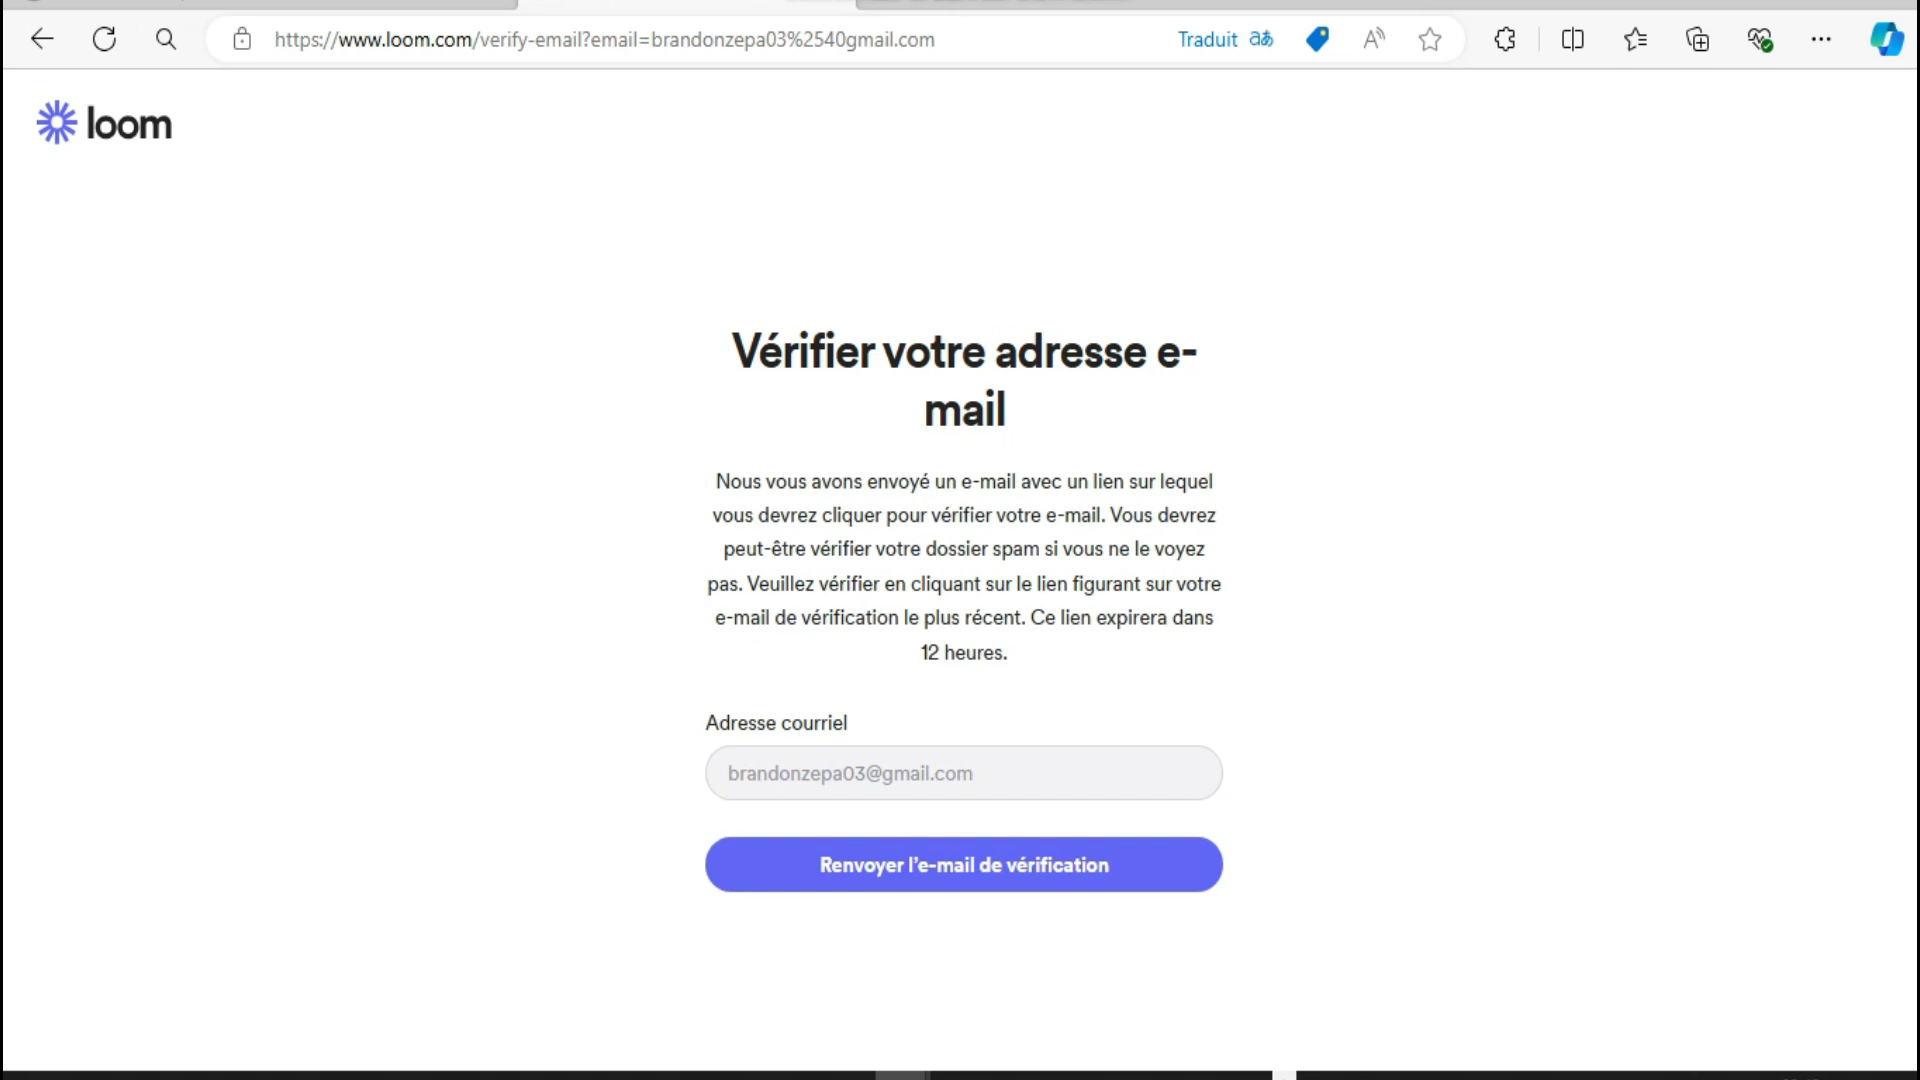 https://www.loom.com/verify-email?email=brandonzepa03%2540gmail.com
Traduit
loom
Vérifier votre adresse e-
mail
Nous vous avons envoyé un e-mail avec un lien sur lequel
vous devrez cliquer pour vérifier votre e-mail. Vous devrez
peut-être vérifier votre dossier spam si vous ne le voyez
pas. Veuillez vérifier en cliquant sur le lien figurant sur votre
e-mail de vérification le plus récent. Ce lien expirera dans
12 heures.
Adresse courriel
brandonzepa03@gmail.com
Renvoyer l'e-mail de vérification